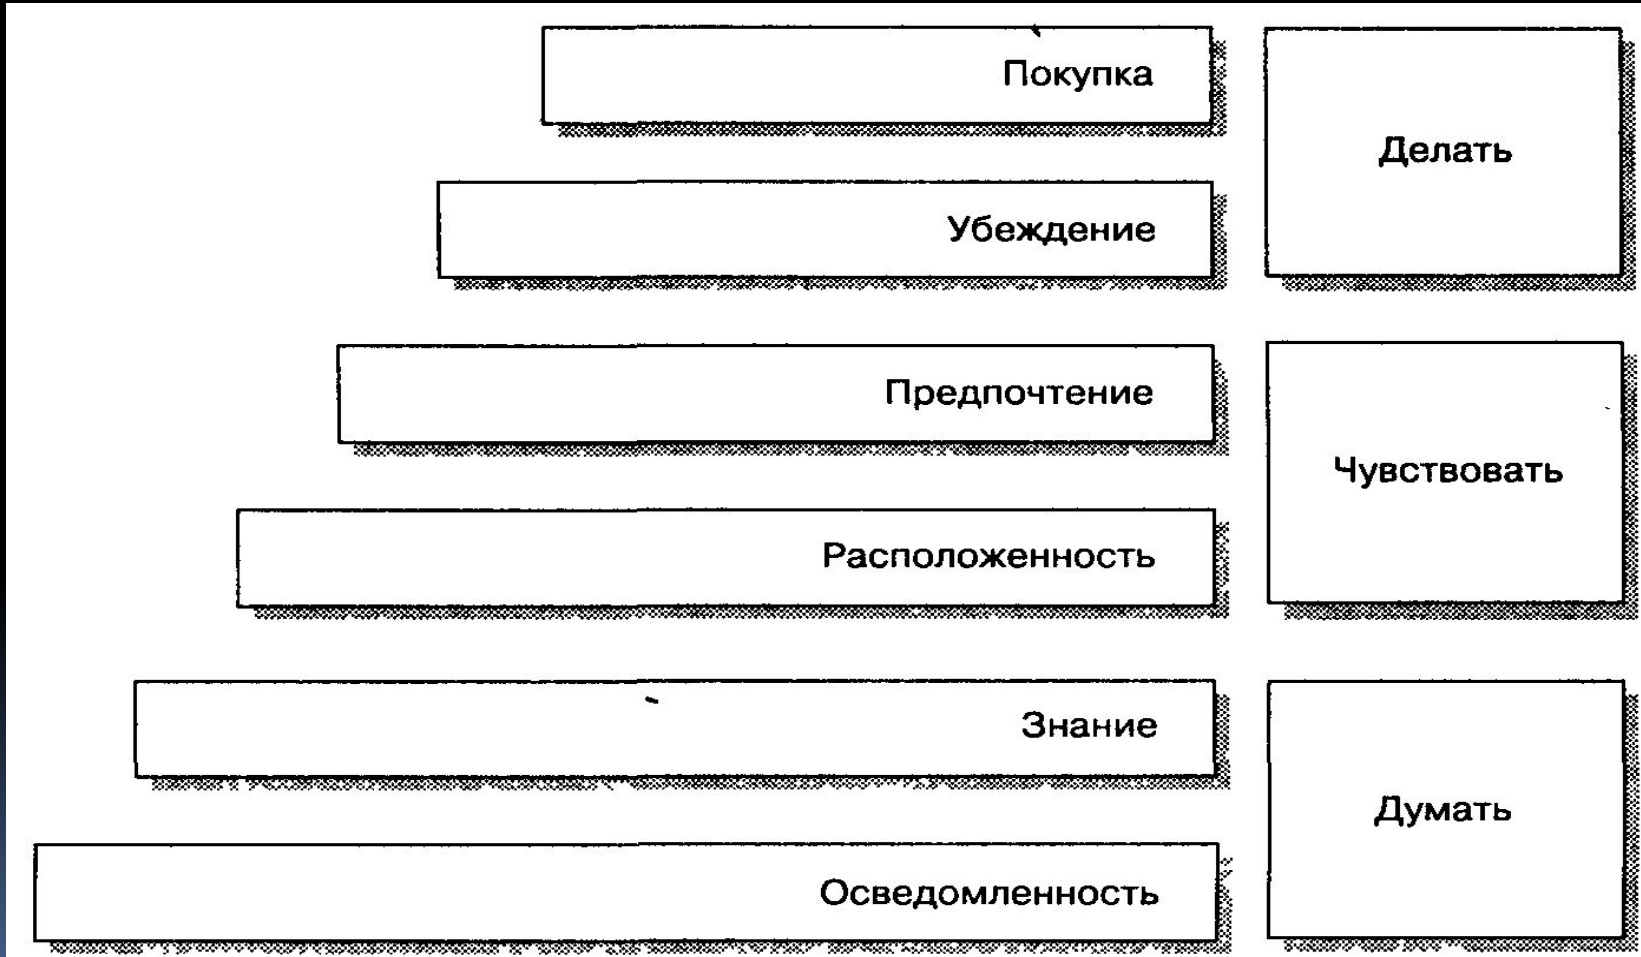 Покупка
Убеждение
Делать
Предпочтение
Расположенность
Чувствовать
Знание
Осведомленность
Думать